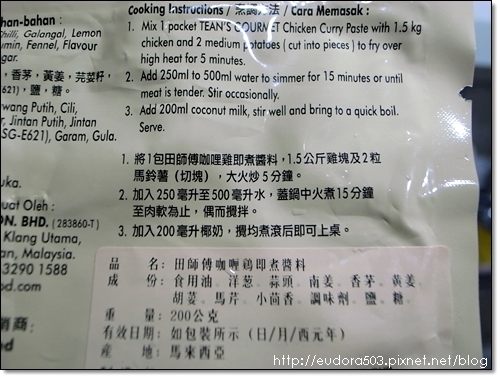 Cooking Instructions / 烹調方法 / Cara Memasak :
1. Mix 1 packet TEAN'S GOURMET Chicken Curry Paste with 1.5 kg
chicken and 2 medium potatoes ( cut into pieces ) to fry over
high heat for 5 minutes.
2. Add 250ml to 500ml water to simmer for 15 minutes or until
meat is tender. Stir occasionally.
3. Add 200ml coconut milk, stir well and bring to a quick boil.
Serve.
1. 將1包田師傅咖哩雞即煮醬料，1.5公斤雞塊及2粒
馬鈴薯（切塊），大火炒5分鐘。
2. 加入250毫升至500毫升水，蓋鍋中火煮15分鐘
至肉軟為止，偶而攪拌。
3. 加入200毫升椰奶，攪均煮滾後即可上桌。
han-bahan :
hilli, Galangal, Lemon
umin, Fennel, Flavour
gar.
，香茅，黃姜，芫荽籽，
621)，鹽，糖。
wang Putih, Cili,
r, Jintan Putih, Jintan
SG-E621), Garam, Gula.
uka.
uat Oleh :
DN. BHD. (283860-T)
Klang Utama,
an, Malaysia.
3290 1588
od.com
銷商：
od
品 名：田師傅咖喱鷄即煮醬料
成 份：食用油、洋葱、蒜頭、南姜、香茅、黃姜、
胡荽、馬芹、小茴香、調味劑、鹽、糖。
重 量：200公克
有效日期：如包裝所示（日/月/西元年）
產 地：馬來西亞
http://eudora503.pixnet.net/blog